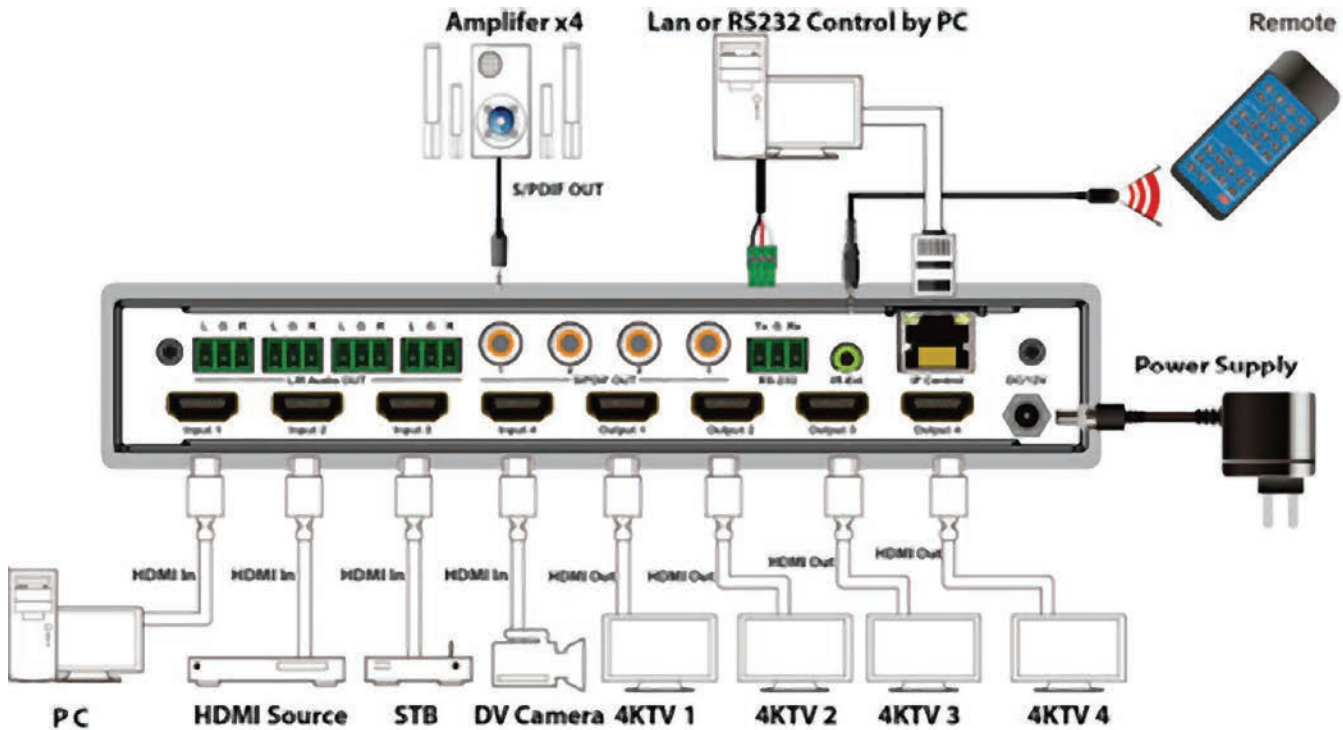 Amplifer x4
Lan or RS232 Control by PC
Remote
S/PDIF OUT
L G R L G R L G R L G R
Tx G Rx
L/R Audio OUT
S/PDIF OUT
RS-232
IR-Ext
IP Control
DC/12V
Power Supply
Input 1
Input 2
Input 3
Input 4
Output 1
Output 2
Output 3
Output 4
HDMI In
HDMI In
HDMI In
HDMI In
HDMI Out
HDMI Out
HDMI Out
HDMI Out
PC
HDMI Source
STB
DV Camera
4KTV 1
4KTV 2
4KTV 3
4KTV 4